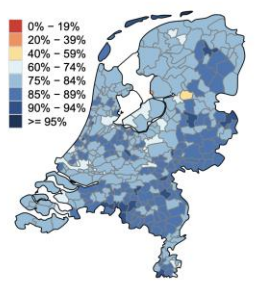 0% – 19%
20% – 39%
40% – 59%
60% – 74%
75% – 84%
85% – 89%
90% – 94%
>= 95%